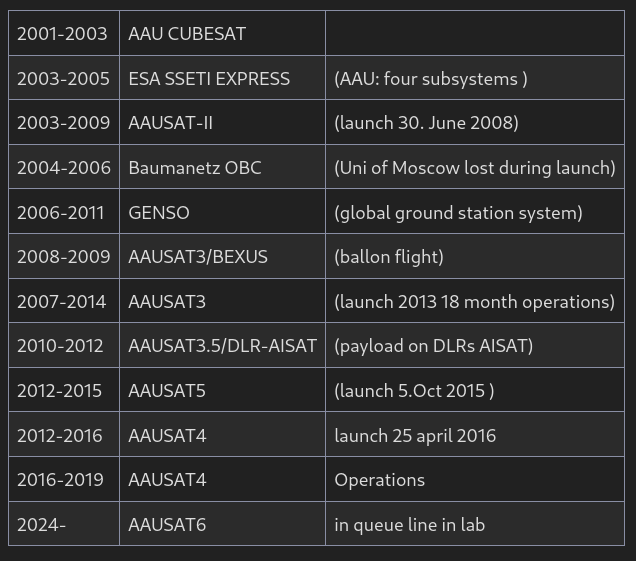 2001-2003 AAU CUBESAT
2003-2005 ESA SSETI EXPRESS (AAU: four subsystems )
2003-2009 AAUSAT-II (launch 30. June 2008)
2004-2006 Baumanetz OBC (Uni of Moscow lost during launch)
2006-2011 GENSO (global ground station system)
2008-2009 AAUSAT3/BEXUS (ballon flight)
2007-2014 AAUSAT3 (launch 2013 18 month operations)
2010-2012 AAUSAT3.5/DLR-AISAT (payload on DLRs AISAT)
2012-2015 AAUSAT5 (launch 5.Oct 2015 )
2012-2016 AAUSAT4 launch 25 april 2016
2016-2019 AAUSAT4 Operations
2024- AAUSAT6 in queue line in lab